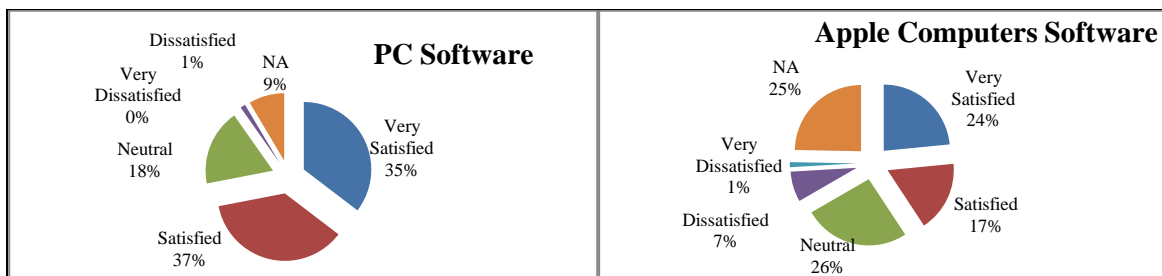 PC Software
Dissatisfied
1%
NA
9%
Very
Dissatisfied
0%
Neutral
18%
Very
Satisfied
35%
Satisfied
37%
Apple Computers Software
NA
25%
Very
Satisfied
24%
Very
Dissatisfied
1%
Dissatisfied
7%
Neutral
26%
Satisfied
17%